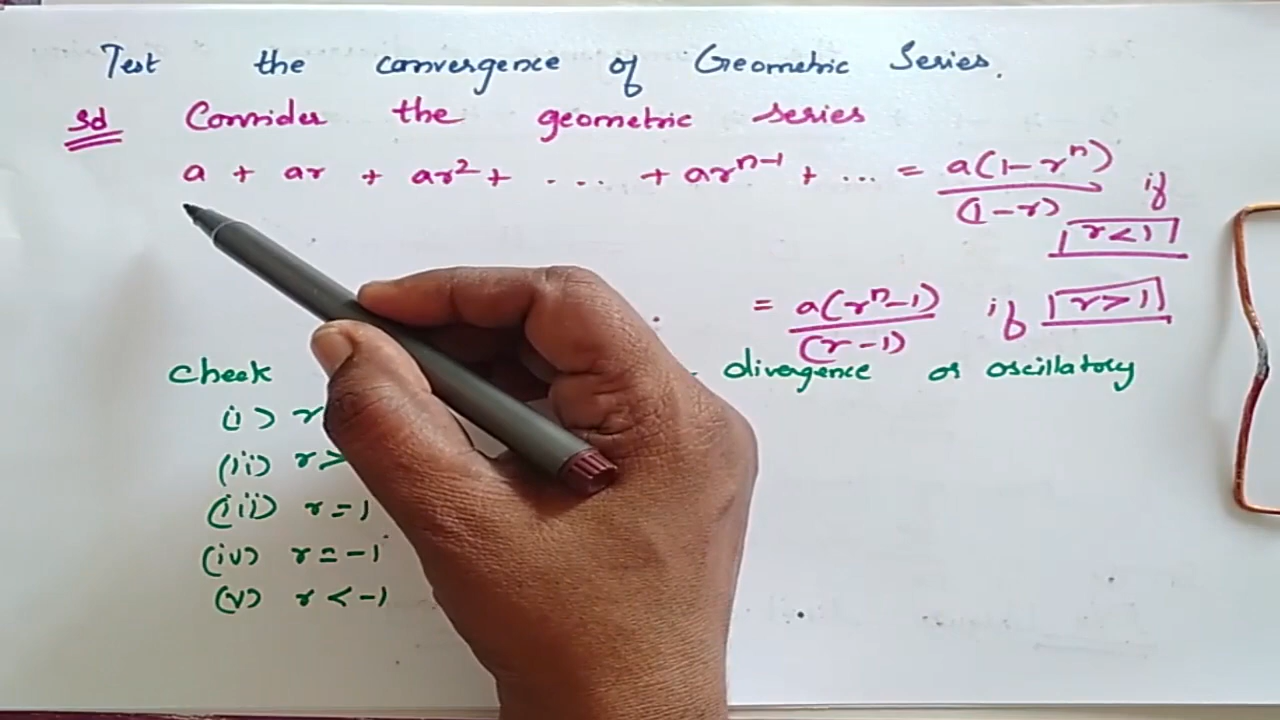 Test the convergence of Geometric Series.
Sol Consider the geometric series
a + ar + ar² + ... + arⁿ⁻¹ + ... = a(1-rⁿ) / (1-r) if r<1
= a(rⁿ-1) / (r-1) if r>1
check divergence or oscillatory
(i) r
(ii) r>
(iii) r=1
(iv) r=-1
(v) r<-1